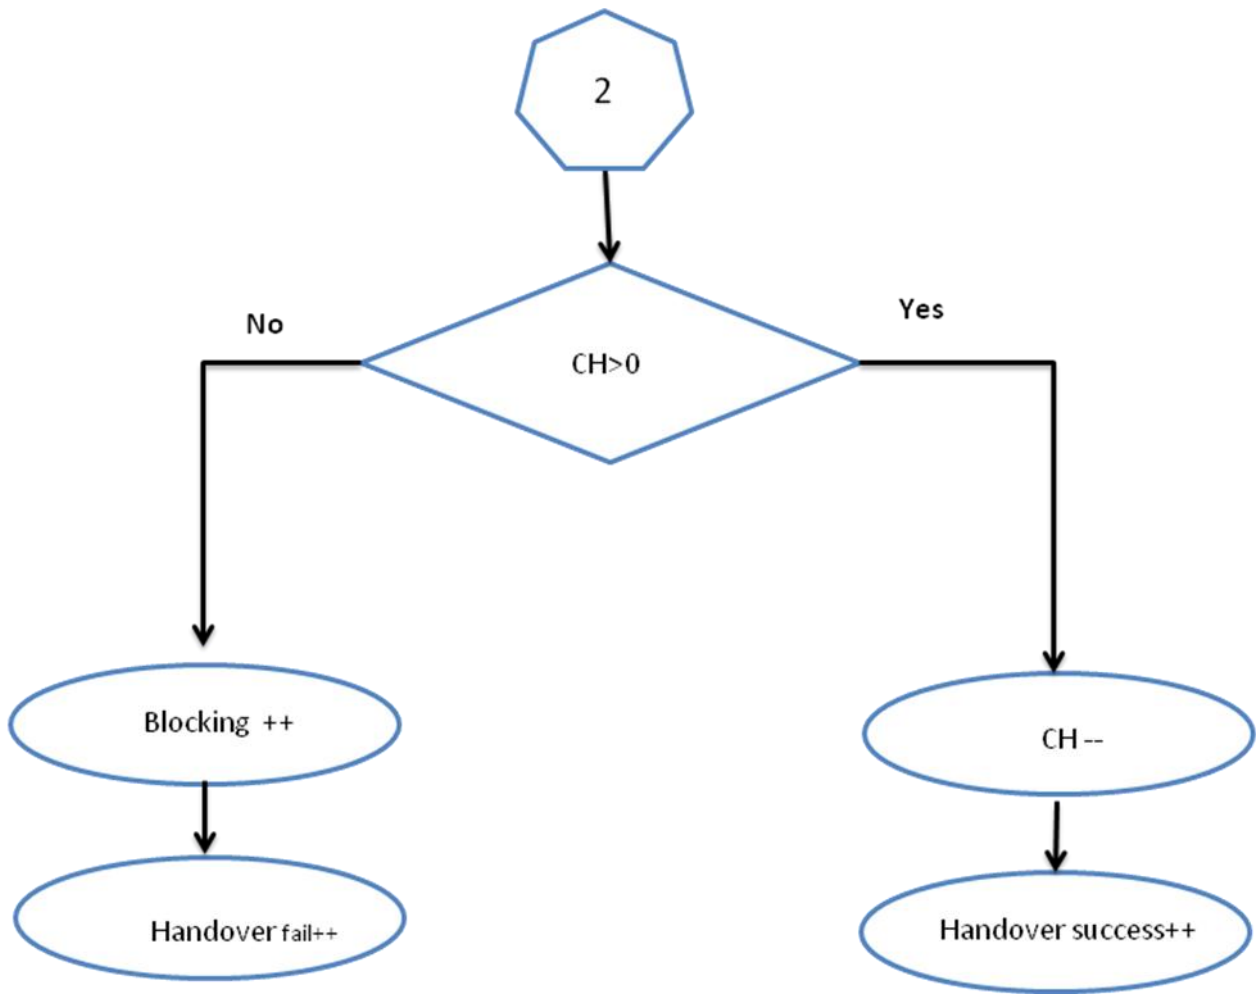 2
No
Yes
CH>0
Blocking ++
CH --
Handover fail++
Handover success++